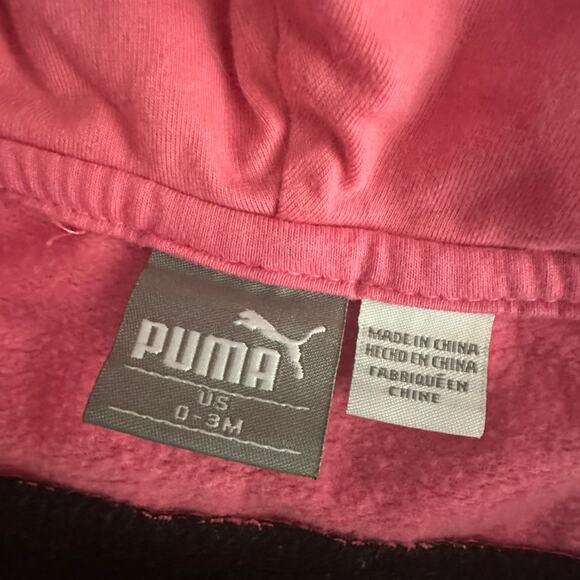 PUMA
US
0-3M
MADE IN CHINA
HECHO EN CHINA
FABRIQUÉ EN
CHINE